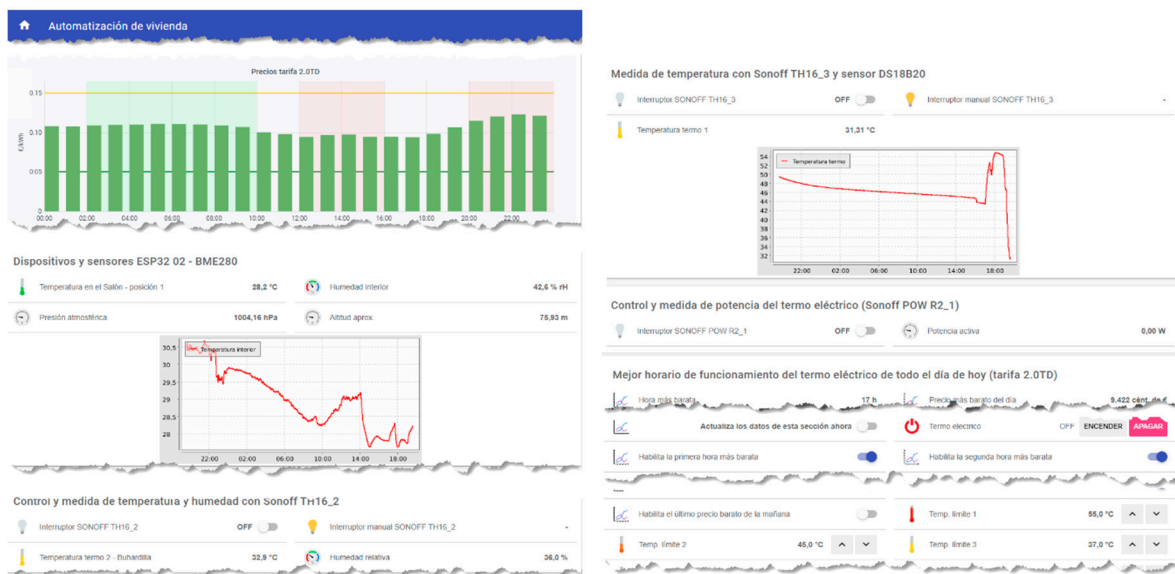 Automatización de vivienda
Precios tarifa 2.0TD
€/kWh
0.15
0.10
0.05
0
00:00 02:00 04:00 06:00 08:00 10:00 12:00 14:00 16:00 18:00 20:00 22:00
Dispositivos y sensores ESP32 02 - BME280
Temperatura en el Salón - posición 1 28,2 °C Humedad interior 42,6 % rH
Presión atmosférica 1004,16 hPa Altitud aprox. 75,93 m
Temperatura interior
30,5
30
29.5
29
28.5
28
22:00 02:00 06:00 10:00 14:00 18:00
Control y medida de temperatura y humedad con Sonoff TH16_2
Interruptor SONOFF TH16_2 OFF Interruptor manual SONOFF TH16_2 -
Temperatura termo 2 - Buhardilla 32,9 °C Humedad relativa 36,0 %
Medida de temperatura con Sonoff TH16_3 y sensor DS18B20
Interruptor SONOFF TH16_3 OFF Interruptor manual SONOFF TH16_3 -
Temperatura termo 1 31,31 °C
Temperatura termo
54
52
50
48
46
44
42
40
38
36
34
32
22:00 02:00 06:00 10:00 14:00 18:00
Control y medida de potencia del termo eléctrico (Sonoff POW R2_1)
Interruptor SONOFF POW R2_1 OFF Potencia activa 0,00 W
Mejor horario de funcionamiento del termo eléctrico de todo el día de hoy (tarifa 2.0TD)
Hora más barata 17 h Precio más barato del día 9.422 cént. de €
Actualiza los datos de esta sección ahora Termo eléctrico OFF ENCENDER APAGAR
Habilita la primera hora más barata Habilita la segunda hora más barata
Habilita el último precio barato de la mañana Temp. límite 1 55,0 °C
Temp. límite 2 45,0 °C Temp. límite 3 37,0 °C